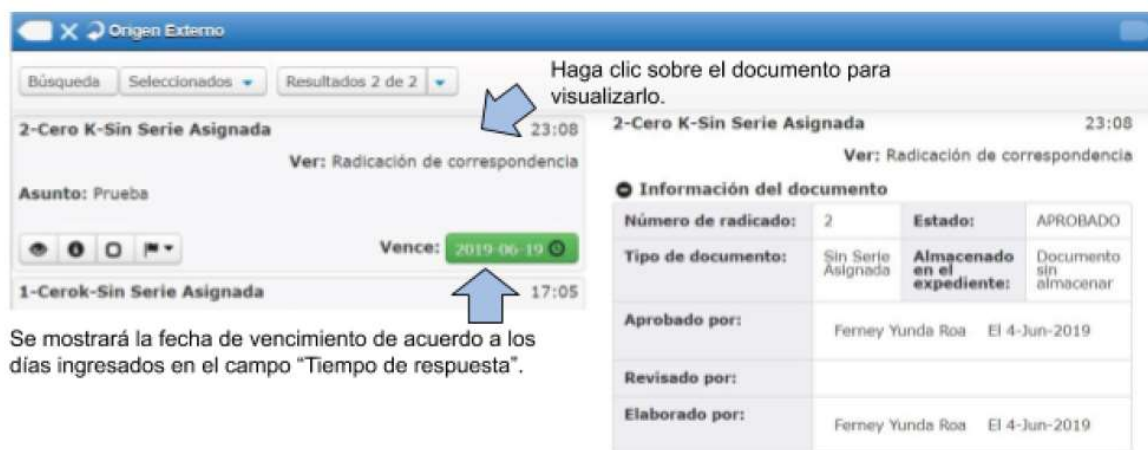 Origen Externo
Búsqueda Seleccionados Resultados 2 de 2
Haga clic sobre el documento para
visualizarlo.
2-Cero K-Sin Serie Asignada 23:08
Ver: Radicación de correspondencia
Asunto: Prueba
Vence: 2019-06-19
1-Cerok-Sin Serie Asignada 17:05
Se mostrará la fecha de vencimiento de acuerdo a los
días ingresados en el campo “Tiempo de respuesta”.
2-Cero K-Sin Serie Asignada 23:08
Ver: Radicación de correspondencia
Información del documento
Número de radicado: 2 Estado: APROBADO
Tipo de documento: Sin Serie
Asignada
Almacenado
en el
expediente:
Documento
sin
almacenar
Aprobado por: Ferney Yunda Roa El 4-Jun-2019
Revisado por:
Elaborado por: Ferney Yunda Roa El 4-Jun-2019